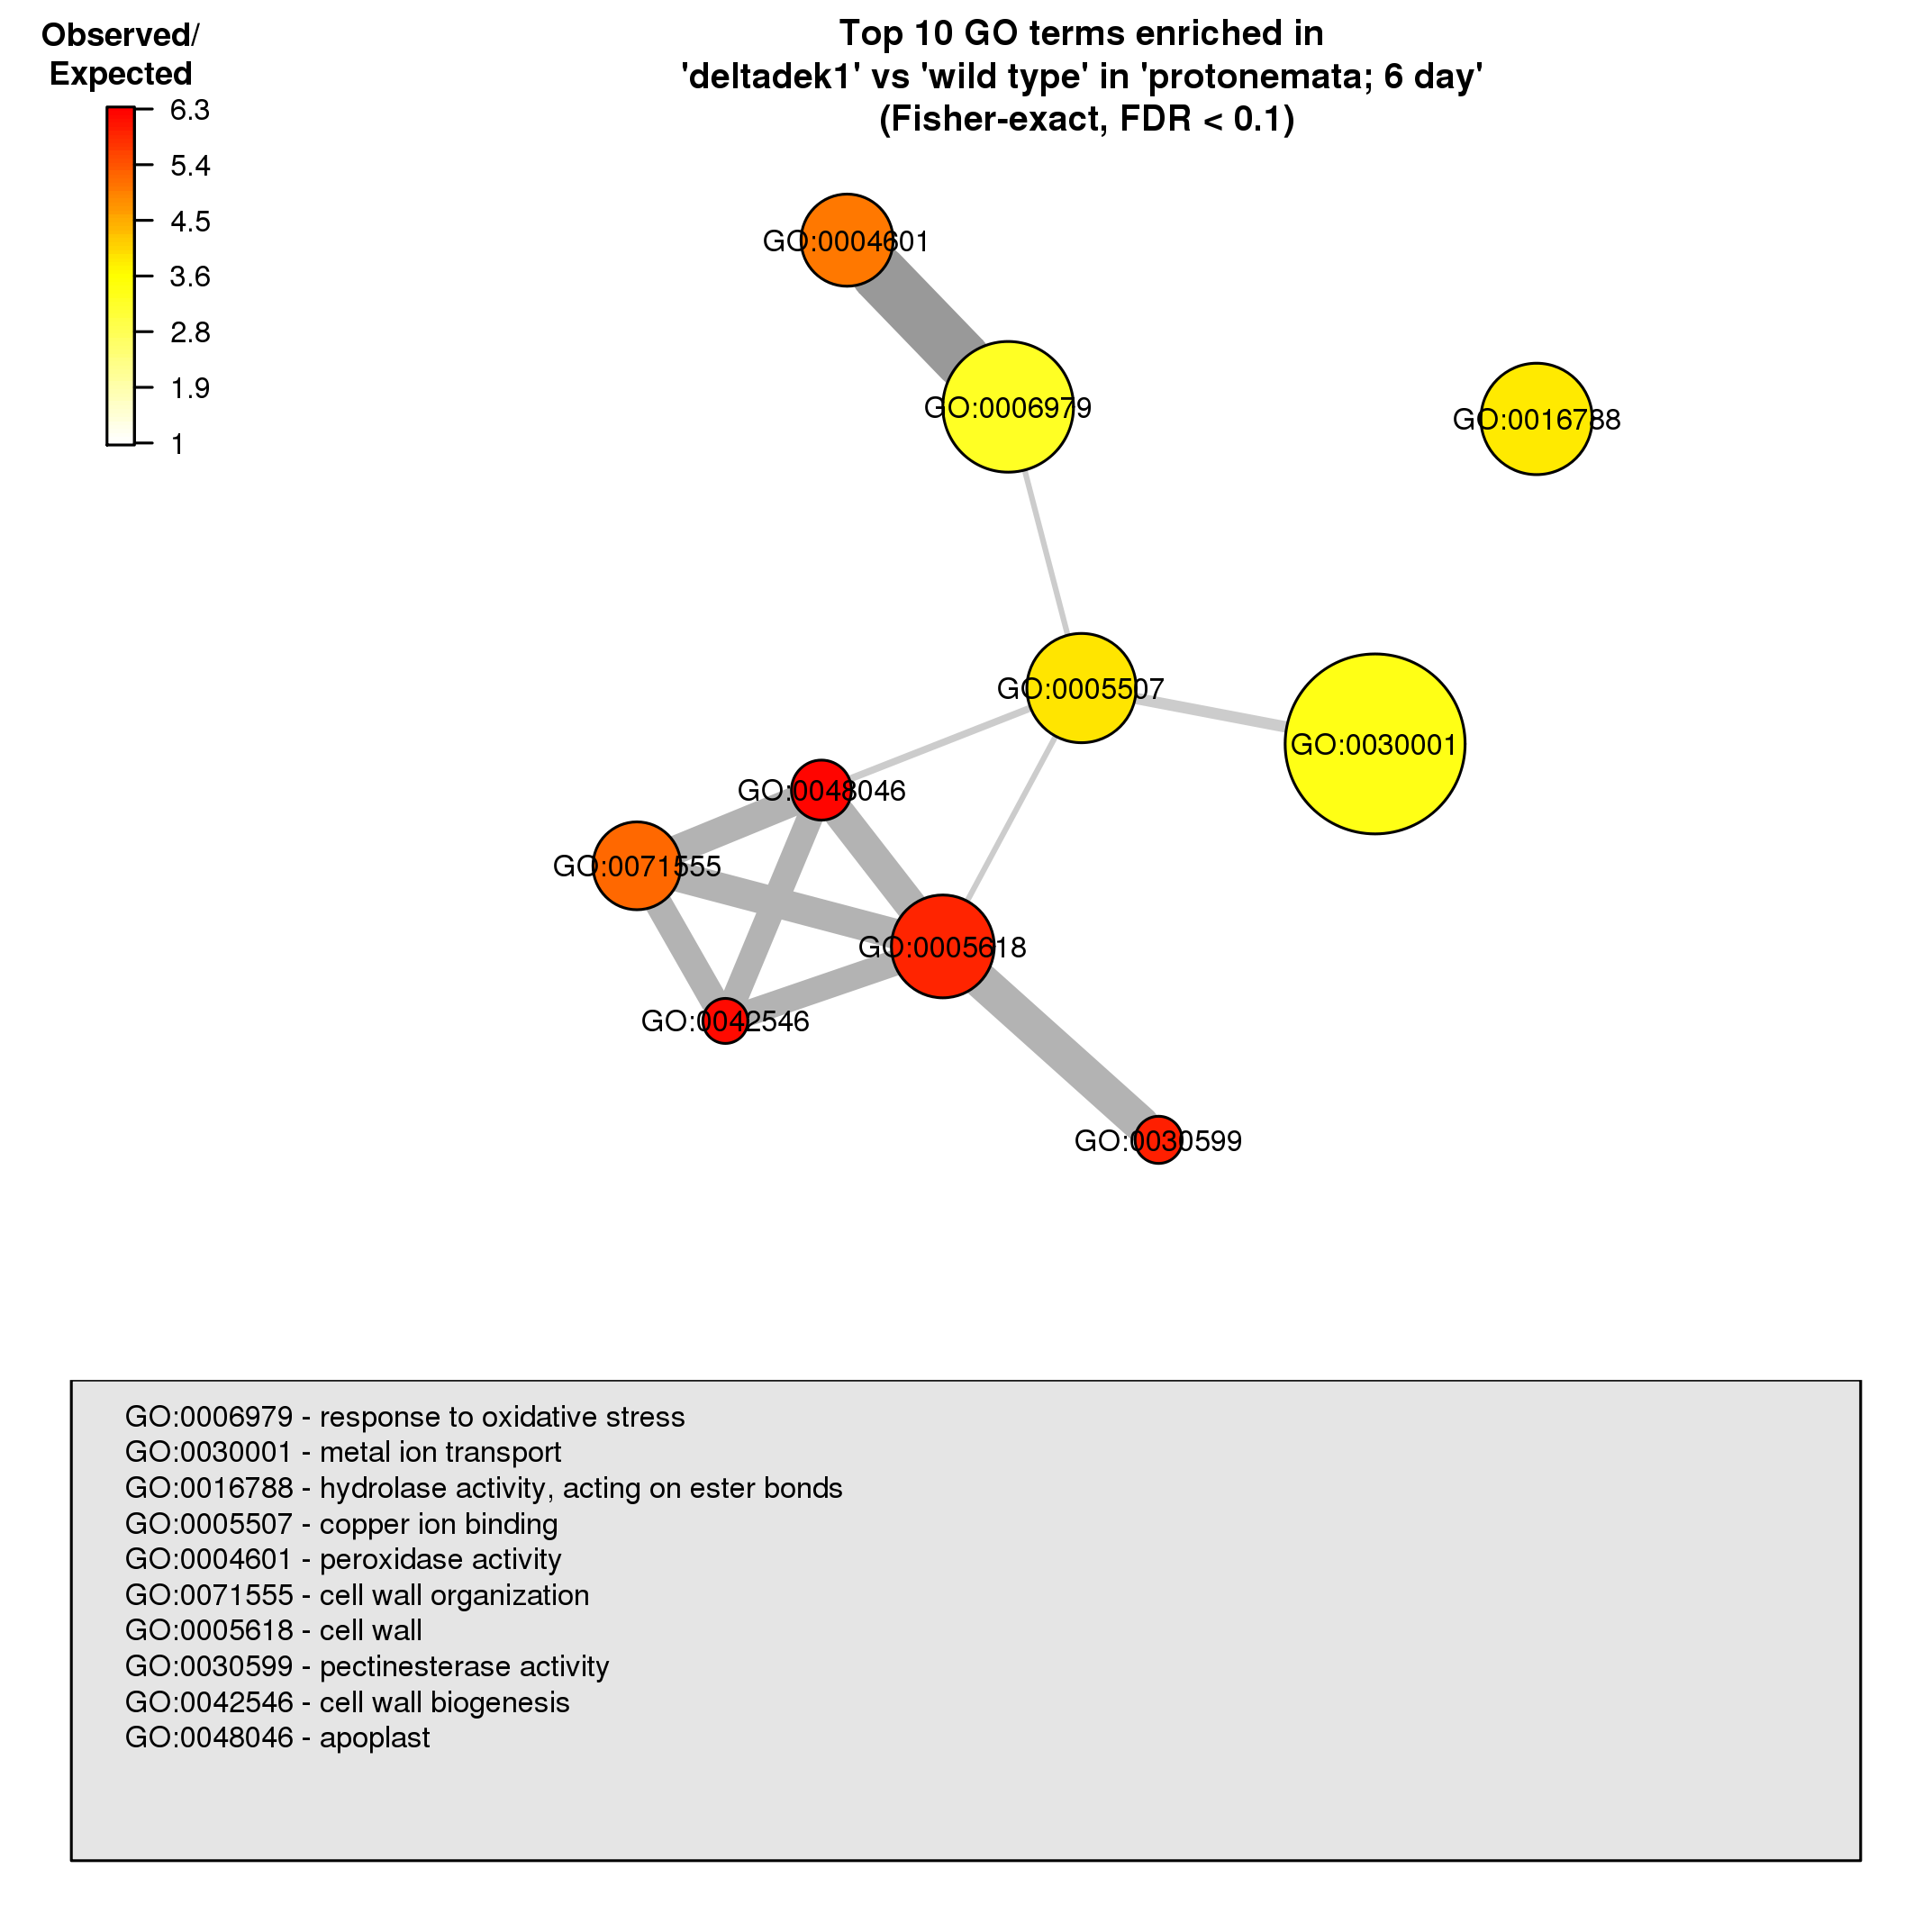 Observed/
Expected
Top 10 GO terms enriched in
'deltadek1' vs 'wild type' in 'protonemata; 6 day'
(Fisher-exact, FDR < 0.1)
6.3
5.4
4.5
3.6
2.8
1.9
1
GO:0004601
GO:0006979
GO:0016788
GO:0005507
GO:0030001
GO:0048046
GO:0071555
GO:0005618
GO:0042546
GO:0030599
GO:0006979 - response to oxidative stress
GO:0030001 - metal ion transport
GO:0016788 - hydrolase activity, acting on ester bonds
GO:0005507 - copper ion binding
GO:0004601 - peroxidase activity
GO:0071555 - cell wall organization
GO:0005618 - cell wall
GO:0030599 - pectinesterase activity
GO:0042546 - cell wall biogenesis
GO:0048046 - apoplast